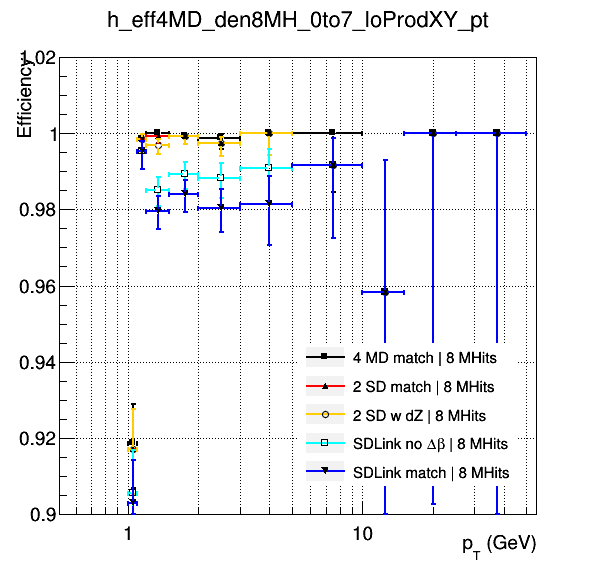 h_eff4MD_den8MH_0to7_loProdXY_pt
Efficiency
1.02
1
0.98
0.96
0.94
0.92
0.9
4 MD match | 8 MHits
2 SD match | 8 MHits
2 SD w dZ | 8 MHits
SDLink no Δβ | 8 MHits
SDLink match | 8 MHits
1
10
pT (GeV)